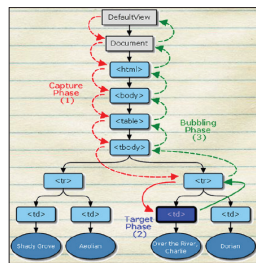 DefaultView
Document
<html>
Capture
Phase
(1)
<body>
<table>
Bubbling
Phase
(3)
<tbody>
<tr>
<tr>
Target
Phase
(2)
<td>
<td>
<td>
<td>
Shady Grove
Aeolian
Over the River,
Charlie
Dorian